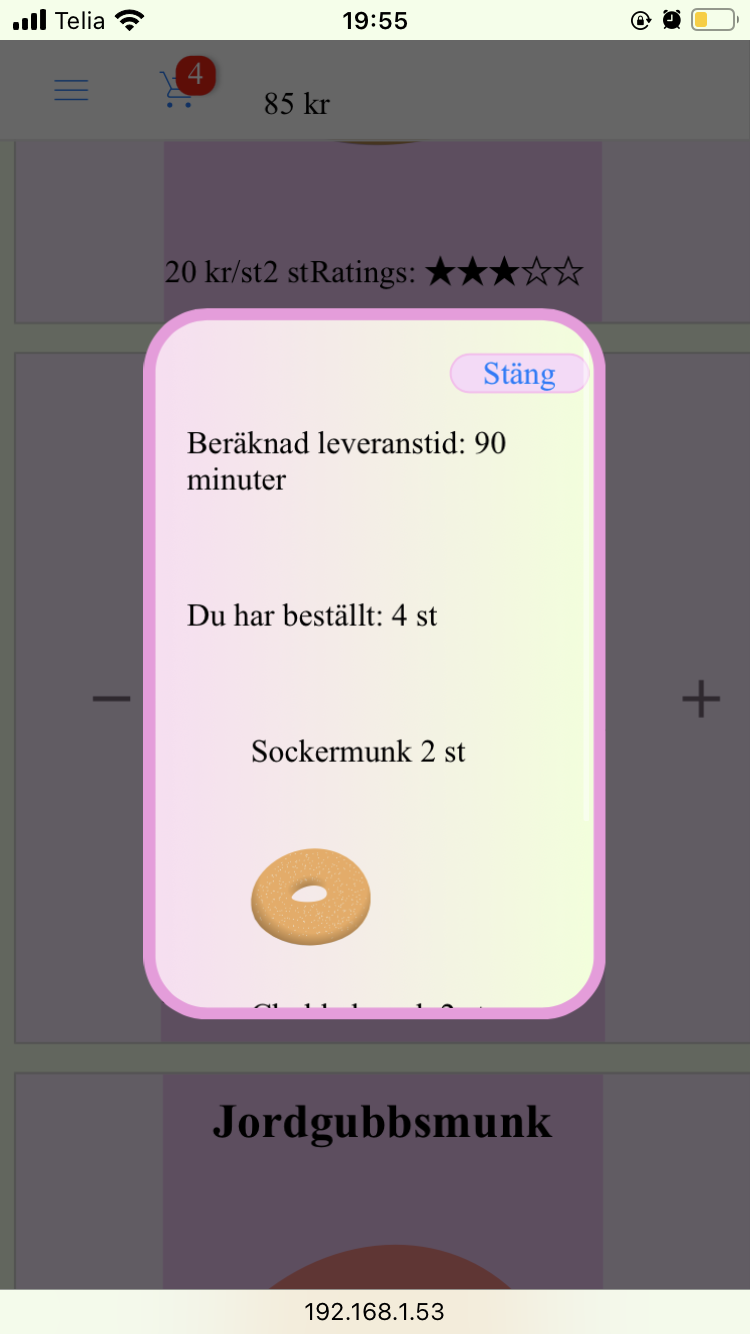 Telia
19:55
4
85 kr
20 kr/st2 stRatings: ★★★☆☆
Stäng
Beräknad leveranstid: 90
minuter
Du har beställt: 4 st
Sockermunk 2 st
Jordgubbsmunk
192.168.1.53